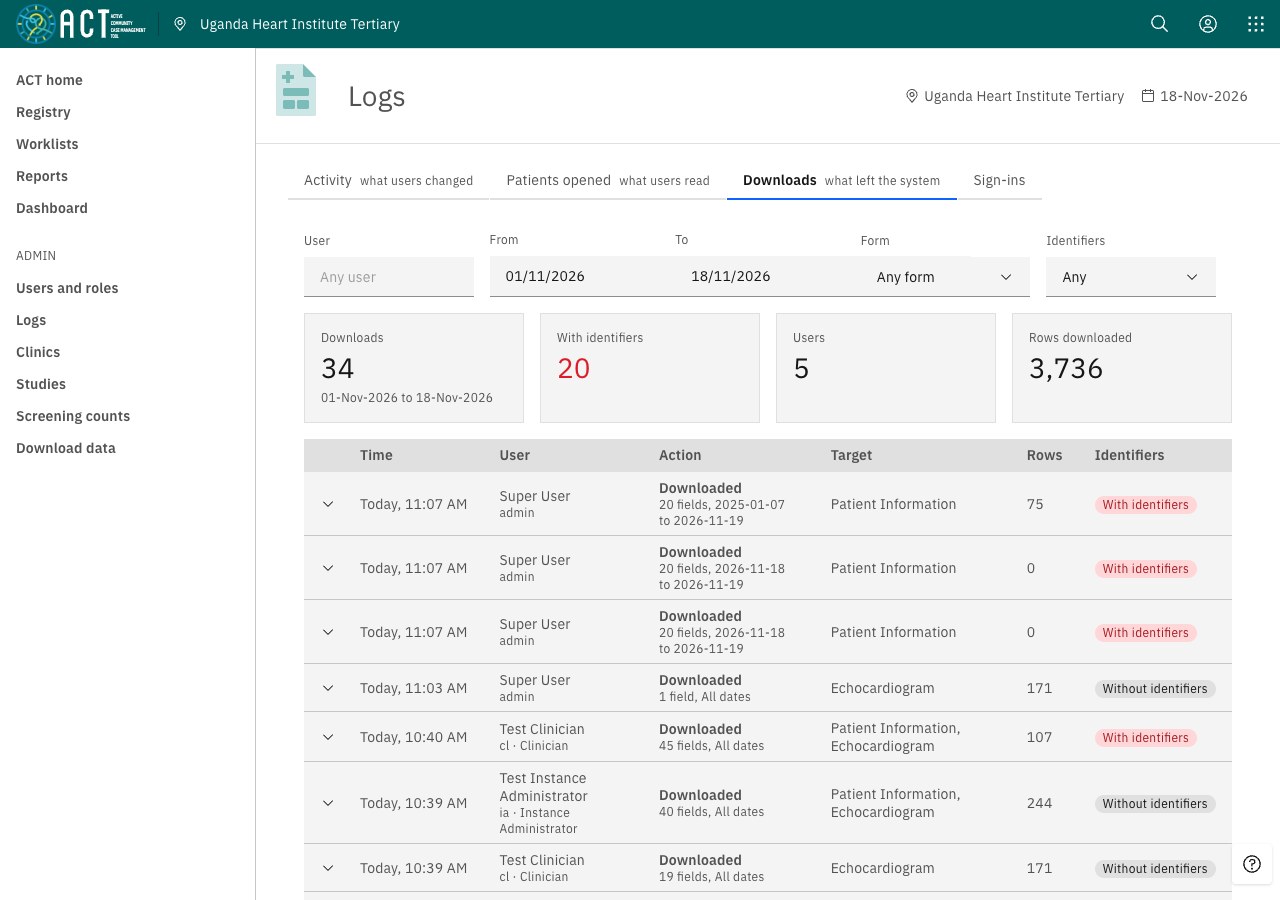 ACT ACTIVE COMMUNITY CASE MANAGEMENT TOOL
Uganda Heart Institute Tertiary
ACT home
Registry
Worklists
Reports
Dashboard
ADMIN
Users and roles
Logs
Clinics
Studies
Screening counts
Download data
Logs
Uganda Heart Institute Tertiary
18-Nov-2026
Activity what users changed
Patients opened what users read
Downloads what left the system
Sign-ins
User
From
To
Form
Identifiers
Any user
01/11/2026
18/11/2026
Any form
Any
Downloads
34
01-Nov-2026 to 18-Nov-2026
With identifiers
20
Users
5
Rows downloaded
3,736
Time User Action Target Rows Identifiers
Today, 11:07 AM
Super User
admin
Downloaded
20 fields, 2025-01-07
to 2026-11-19
Patient Information
75
With identifiers
Today, 11:07 AM
Super User
admin
Downloaded
20 fields, 2026-11-18
to 2026-11-19
Patient Information
0
With identifiers
Today, 11:07 AM
Super User
admin
Downloaded
20 fields, 2026-11-18
to 2026-11-19
Patient Information
0
With identifiers
Today, 11:03 AM
Super User
admin
Downloaded
1 field, All dates
Echocardiogram
171
Without identifiers
Today, 10:40 AM
Test Clinician
cl · Clinician
Downloaded
45 fields, All dates
Patient Information,
Echocardiogram
107
With identifiers
Today, 10:39 AM
Test Instance
Administrator
ia · Instance
Administrator
Downloaded
40 fields, All dates
Patient Information,
Echocardiogram
244
Without identifiers
Today, 10:39 AM
Test Clinician
cl · Clinician
Downloaded
19 fields, All dates
Echocardiogram
171
Without identifiers